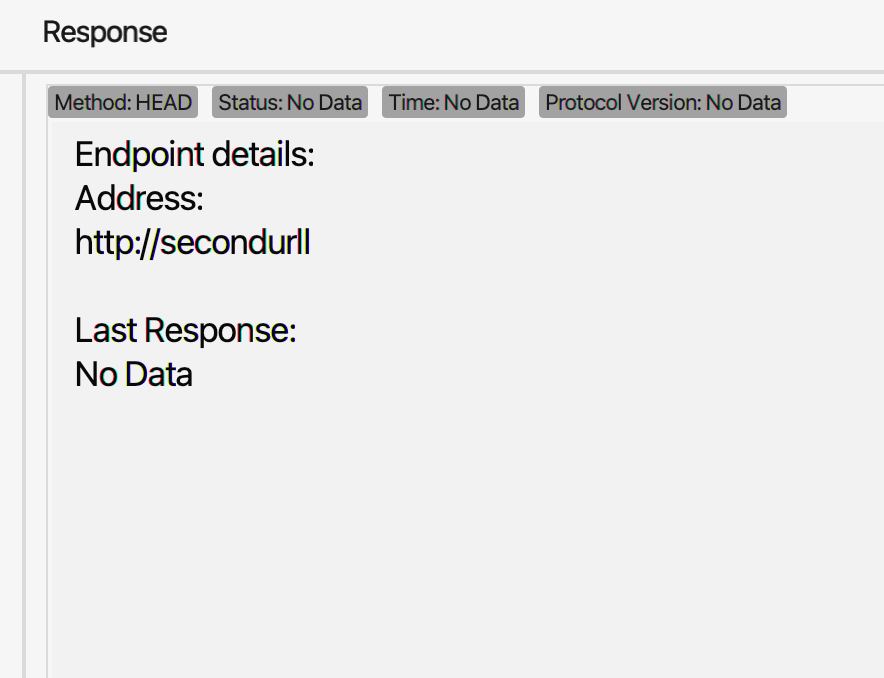 Response
Method: HEAD Status: No Data Time: No Data Protocol Version: No Data
Endpoint details:
Address:
http://secondurll
Last Response:
No Data